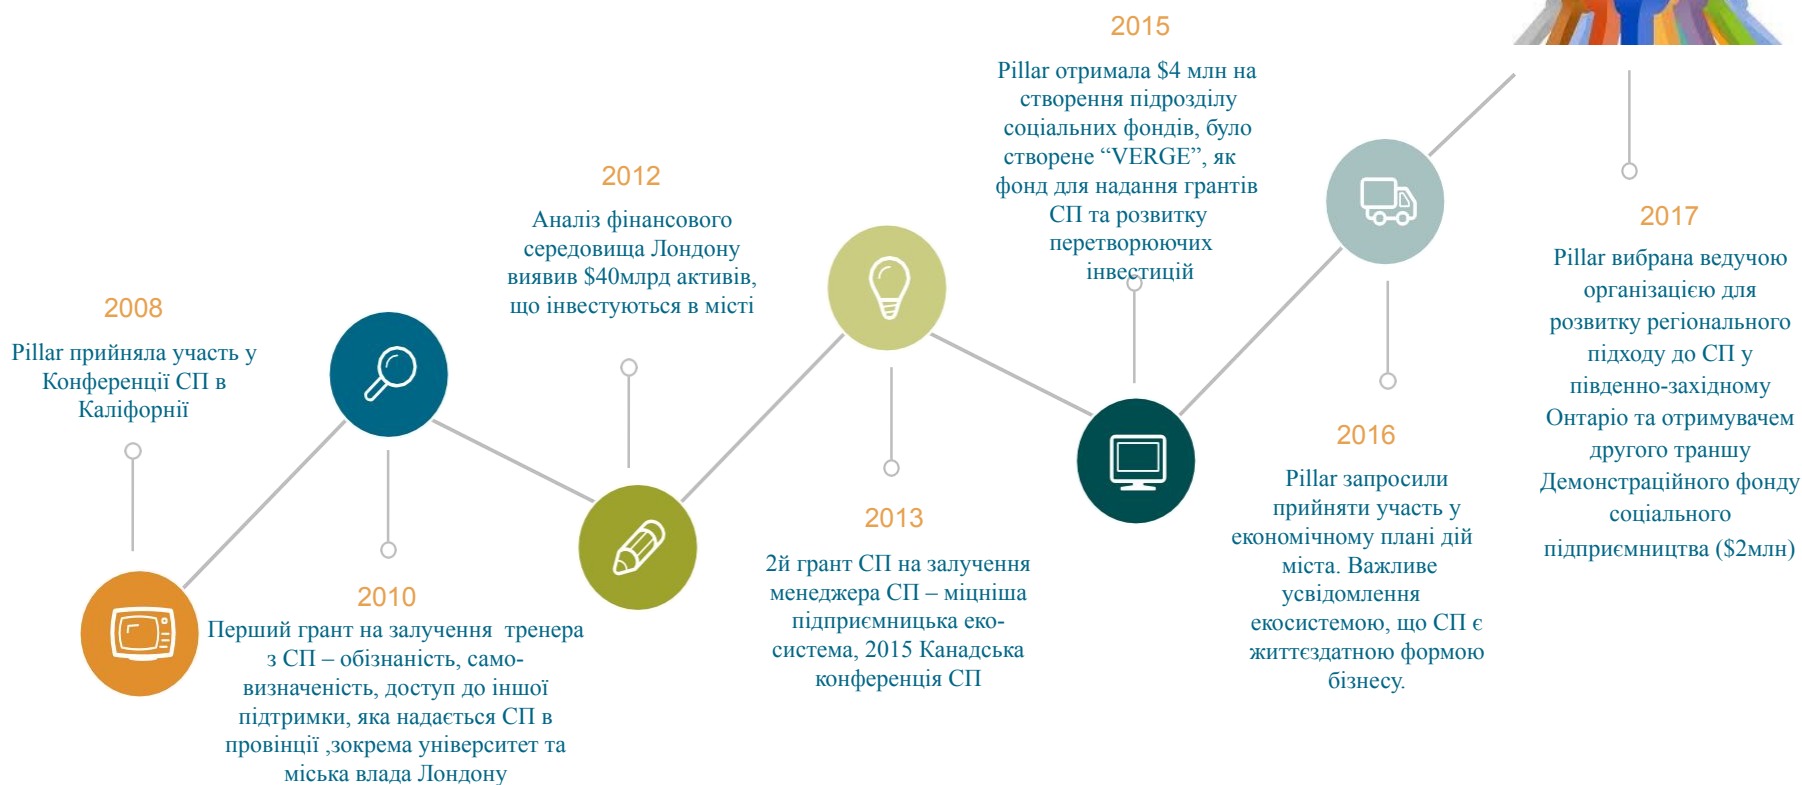 2008
Pillar прийняла участь у
Конференції СП в
Каліфорнії
2010
Перший грант на залучення тренера
з СП – обізнаність, само-
визначеність, доступ до іншої
підтримки, яка надається СП в
провінції ,зокрема університет та
міська влада Лондону
2012
Аналіз фінансового
середовища Лондону
виявив $40млрд активів,
що інвестуються в місті
2013
2й грант СП на залучення
менеджера СП – міцніша
підприємницька еко-
система, 2015 Канадська
конференція СП
2015
Pillar отримала $4 млн на
створення підрозділу
соціальних фондів, було
створене “VERGE”, як
фонд для надання грантів
СП та розвитку
перетворюючих
інвестицій
2016
Pillar запросили
прийняти участь у
економічному плані дій
міста. Важливе
усвідомлення
екосистемою, що СП є
життєздатною формою
бізнесу.
2017
Pillar вибрана ведучою
організацією для
розвитку регіонального
підходу до СП у
південно-західному
Онтаріо та отримувачем
другого траншу
Демонстраційного фонду
соціального
підприємництва ($2млн)